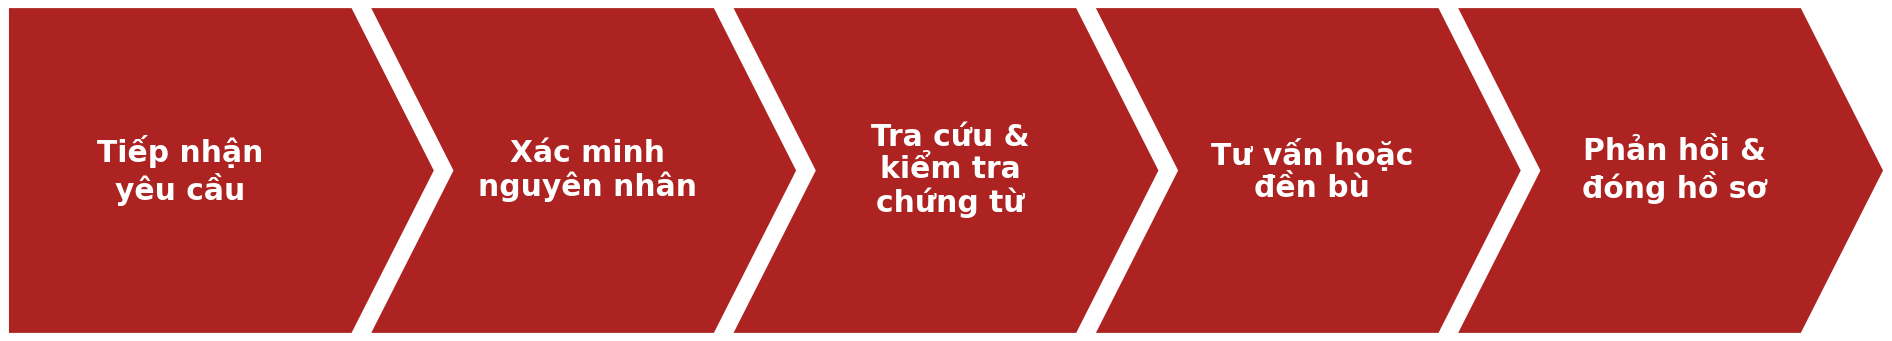 Tiếp nhận
yêu cầu
Xác minh
nguyên nhân
Tra cứu &
kiểm tra
chứng từ
Tư vấn hoặc
đền bù
Phản hồi &
đóng hồ sơ